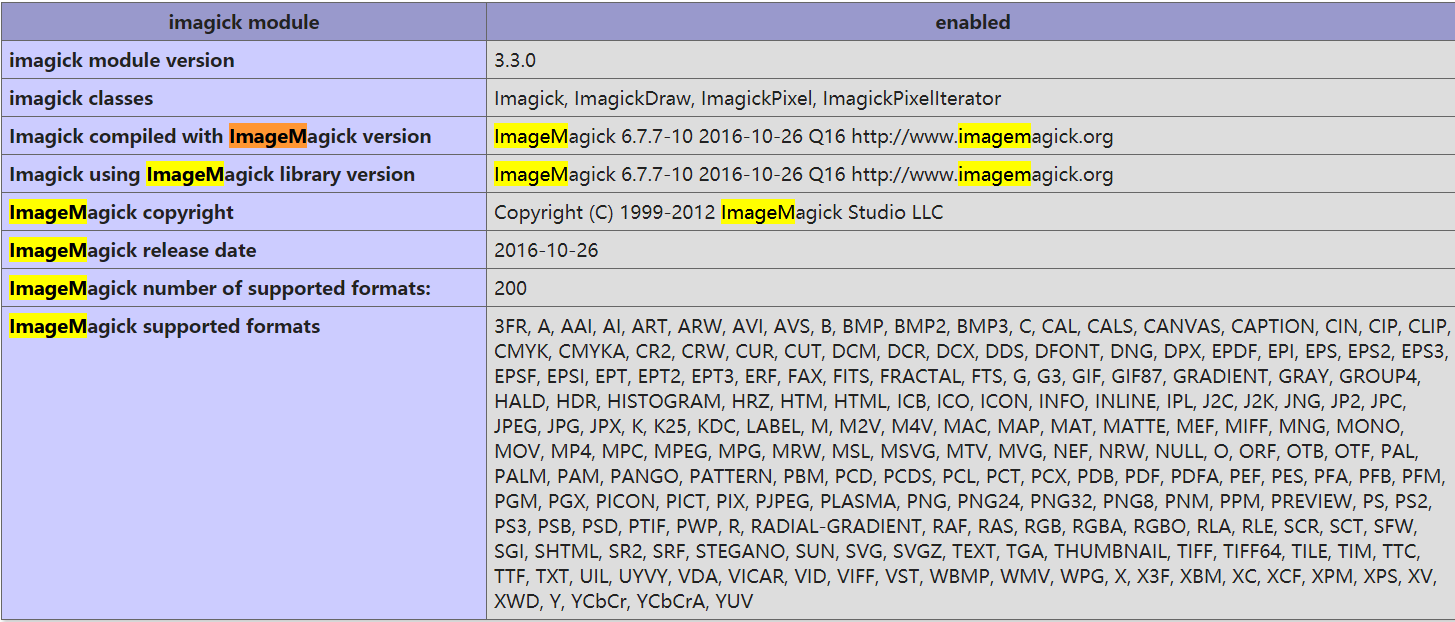 imagick module enabled
imagick module version 3.3.0
imagick classes Imagick, ImagickDraw, ImagickPixel, ImagickPixelIterator
Imagick compiled with ImageMagick version ImageMagick 6.7.7-10 2016-10-26 Q16 http://www.imagemagick.org
Imagick using ImageMagick library version ImageMagick 6.7.7-10 2016-10-26 Q16 http://www.imagemagick.org
ImageMagick copyright Copyright (C) 1999-2012 ImageMagick Studio LLC
ImageMagick release date 2016-10-26
ImageMagick number of supported formats: 200
ImageMagick supported formats 3FR, A, AAI, AI, ART, ARW, AVI, AVS, B, BMP, BMP2, BMP3, C, CAL, CALS, CANVAS, CAPTION, CIN, CIP, CLIP,
CMYK, CMYKA, CR2, CRW, CUR, CUT, DCM, DCR, DCX, DDS, DFONT, DNG, DPX, EPDF, EPI, EPS, EPS2, EPS3,
EPSF, EPSI, EPT, EPT2, EPT3, ERF, FAX, FITS, FRACTAL, FTS, G, G3, GIF, GIF87, GRADIENT, GRAY, GROUP4,
HALD, HDR, HISTOGRAM, HRZ, HTM, HTML, ICB, ICO, ICON, INFO, INLINE, IPL, J2C, J2K, JNG, JP2, JPC,
JPEG, JPG, JPX, K, K25, KDC, LABEL, M, M2V, M4V, MAC, MAP, MAT, MATTE, MEF, MIFF, MNG, MONO,
MOV, MP4, MPC, MPEG, MPG, MRW, MSL, MSVG, MTV, MVG, NEF, NRW, NULL, O, ORF, OTB, OTF, PAL,
PALM, PAM, PANGO, PATTERN, PBM, PCD, PCDS, PCL, PCT, PCX, PDB, PDF, PDFA, PEF, PES, PFA, PFB, PFM,
PGM, PGX, PICON, PICT, PIX, PJPEG, PLASMA, PNG, PNG24, PNG32, PNG8, PNM, PPM, PREVIEW, PS, PS2,
PS3, PSB, PSD, PTIF, PWP, R, RADIAL-GRADIENT, RAF, RAS, RGB, RGBA, RGBO, RLA, RLE, SCR, SCT, SFW,
SGI, SHTML, SR2, SRF, STEGANO, SUN, SVG, SVGZ, TEXT, TGA, THUMBNAIL, TIFF, TIFF64, TILE, TIM, TTC,
TTF, TXT, UIL, UYVY, VDA, VICAR, VID, VIFF, VST, WBMP, WMV, WPG, X, X3F, XBM, XC, XCF, XPM, XPS, XV,
XWD, Y, YCbCr, YCbCrA, YUV